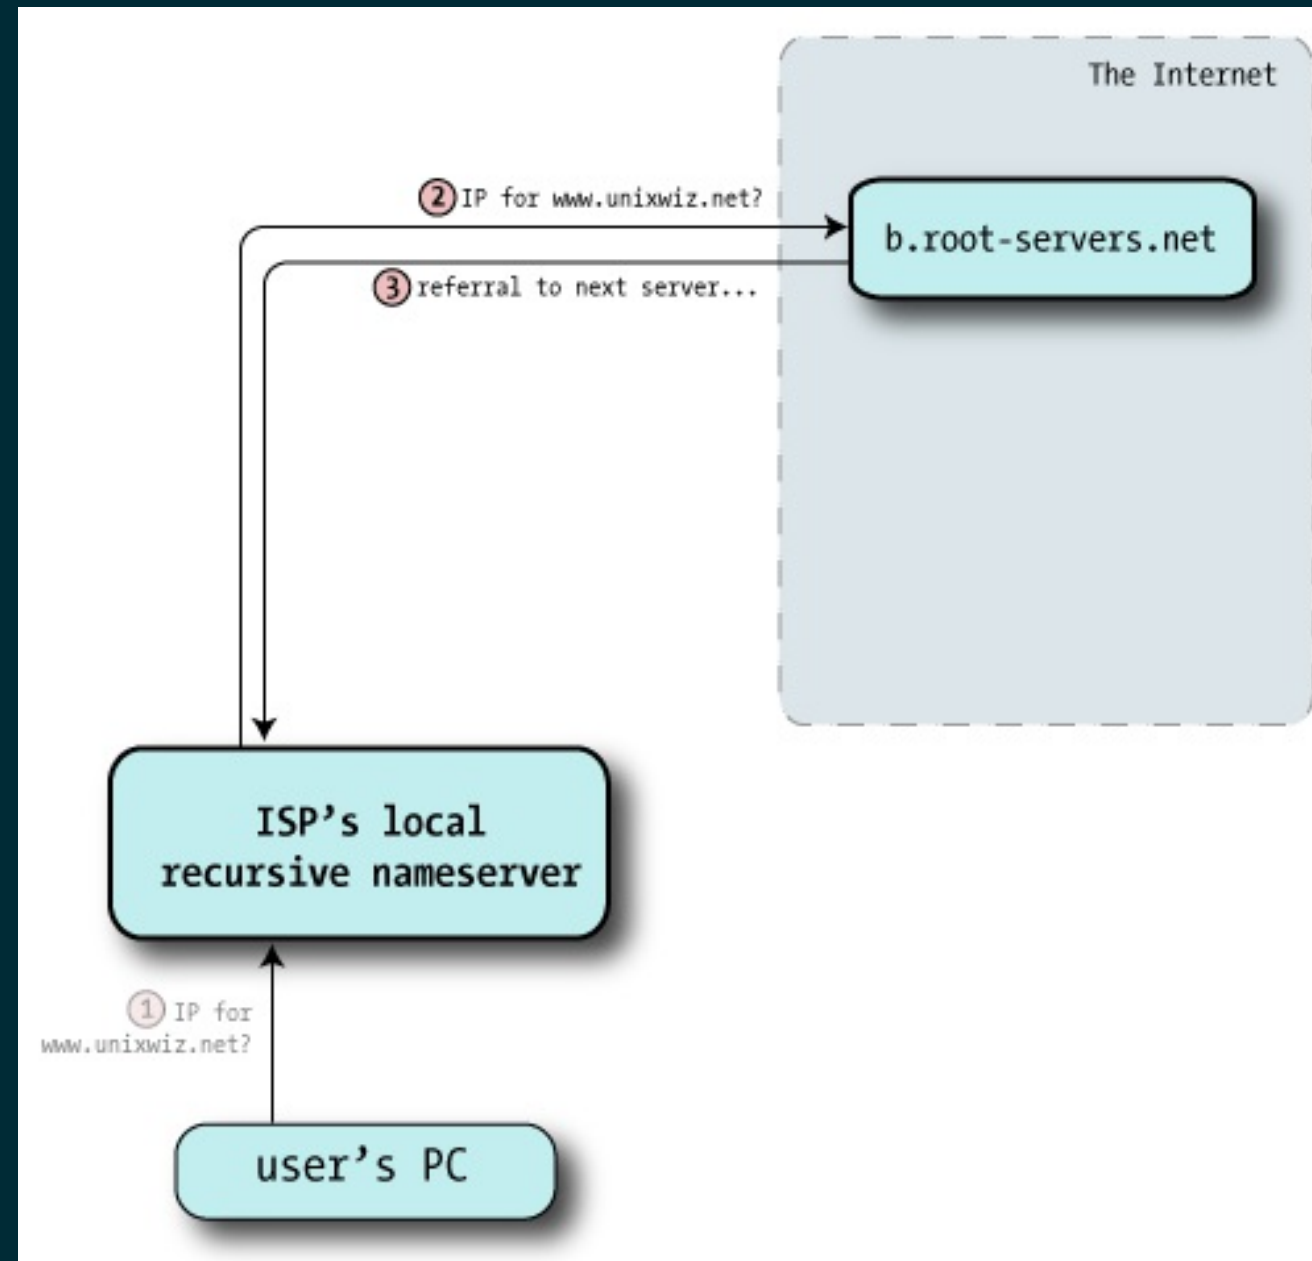 The Internet
2 IP for www.unixwiz.net?
b.root-servers.net
3 referral to next server...
ISP’s local
recursive nameserver
1 IP for
www.unixwiz.net?
user’s PC